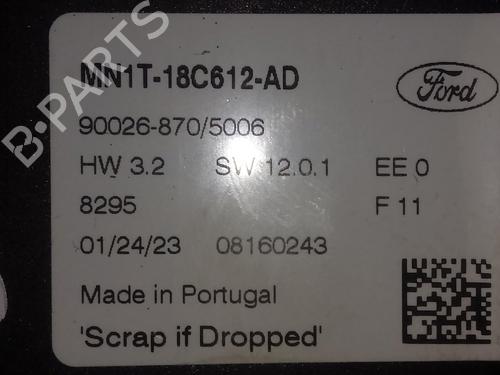 MN1T-18C612-AD
Ford
90026-870/5006
HW 3.2 SW 12.0.1 EE 0
8295 F 11
01/24/23 08160243
Made in Portugal
'Scrap if Dropped'
B-PARTS